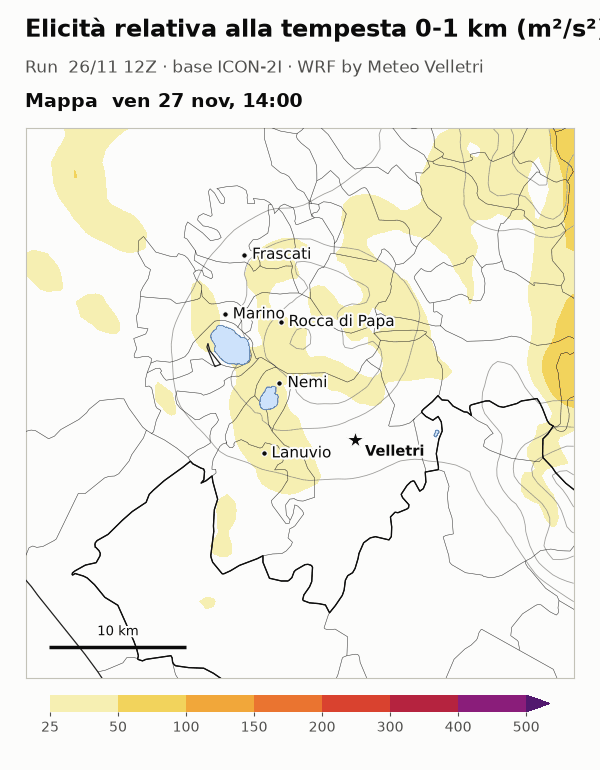 Elicità relativa alla tempesta 0-1 km (m²/s²)
Run  26/11 12Z · base ICON-2I · WRF by Meteo Velletri
Mappa  ven 27 nov, 14:00
Frascati
Marino
Rocca di Papa
Nemi
Velletri
Lanuvio
10 km
25 50 100 150 200 300 400 500